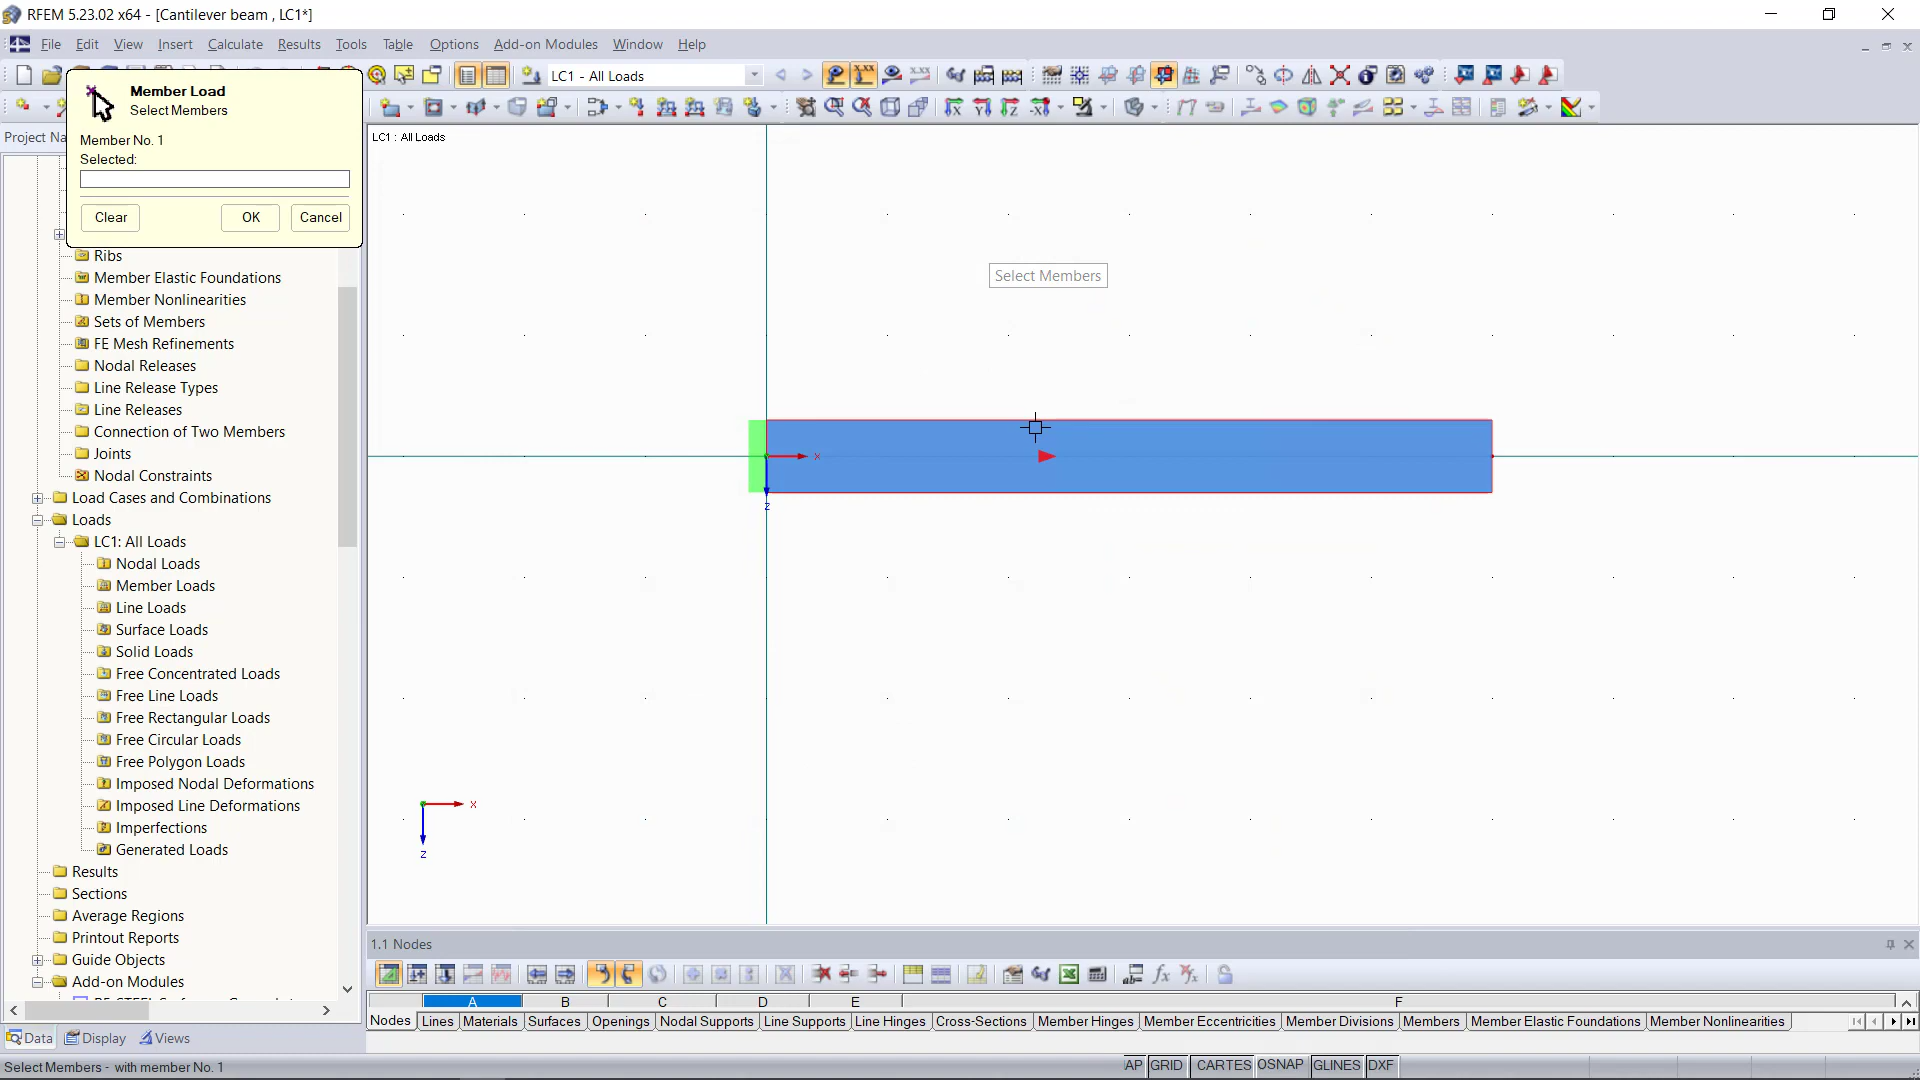 RFEM 5.23.02 x64 - [Cantilever beam , LC1*]
File Edit View Insert Calculate Results Tools Table Options Add-on Modules Window Help
LC1 - All Loads
Member Load
Select Members
Member No. 1
Selected:
Clear OK Cancel
Project Na
LC1 : All Loads
Select Members
x
z
x
z
Ribs
Member Elastic Foundations
Member Nonlinearities
Sets of Members
FE Mesh Refinements
Nodal Releases
Line Release Types
Line Releases
Connection of Two Members
Joints
Nodal Constraints
Load Cases and Combinations
Loads
LC1: All Loads
Nodal Loads
Member Loads
Line Loads
Surface Loads
Solid Loads
Free Concentrated Loads
Free Line Loads
Free Rectangular Loads
Free Circular Loads
Free Polygon Loads
Imposed Nodal Deformations
Imposed Line Deformations
Imperfections
Generated Loads
Results
Sections
Average Regions
Printout Reports
Guide Objects
Add-on Modules
Data Display Views
1.1 Nodes
A B C D E F
Nodes Lines Materials Surfaces Openings Nodal Supports Line Supports Line Hinges Cross-Sections Member Hinges Member Eccentricities Member Divisions Members Member Elastic Foundations Member Nonlinearities
Select Members - with member No. 1
AP GRID CARTES OSNAP GLINES DXF